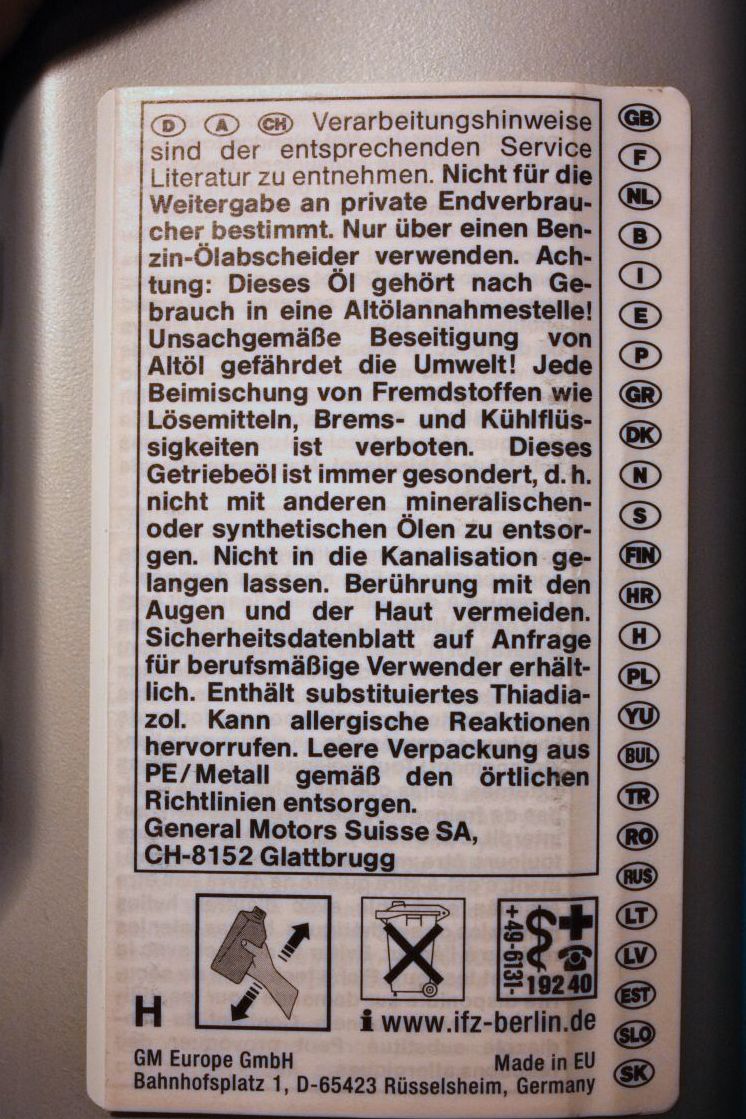 D A CH Verarbeitungshinweise
sind der entsprechenden Service
Literatur zu entnehmen. Nicht für die
Weitergabe an private Endverbrau-
cher bestimmt. Nur über einen Ben-
zin-Ölabscheider verwenden. Ach-
tung: Dieses Öl gehört nach Ge-
brauch in eine Altölannahmestelle!
Unsachgemäße Beseitigung von
Altöl gefährdet die Umwelt! Jede
Beimischung von Fremdstoffen wie
Lösemitteln, Brems- und Kühlflüs-
sigkeiten ist verboten. Dieses
Getriebeöl ist immer gesondert, d. h.
nicht mit anderen mineralischen-
oder synthetischen Ölen zu entsor-
gen. Nicht in die Kanalisation ge-
langen lassen. Berührung mit den
Augen und der Haut vermeiden.
Sicherheitsdatenblatt auf Anfrage
für berufsmäßige Verwender erhält-
lich. Enthält substituiertes Thiadia-
zol. Kann allergische Reaktionen
hervorrufen. Leere Verpackung aus
PE/Metall gemäß den örtlichen
Richtlinien entsorgen.
General Motors Suisse SA,
CH-8152 Glattbrugg
+49-6131-
19240
H
i www.ifz-berlin.de
GM Europe GmbH
Made in EU
Bahnhofsplatz 1, D-65423 Rüsselsheim, Germany
GB
F
NL
B
I
E
P
GR
DK
N
S
FIN
HR
H
PL
YU
BUL
TR
RO
RUS
LT
LV
EST
SLO
SK